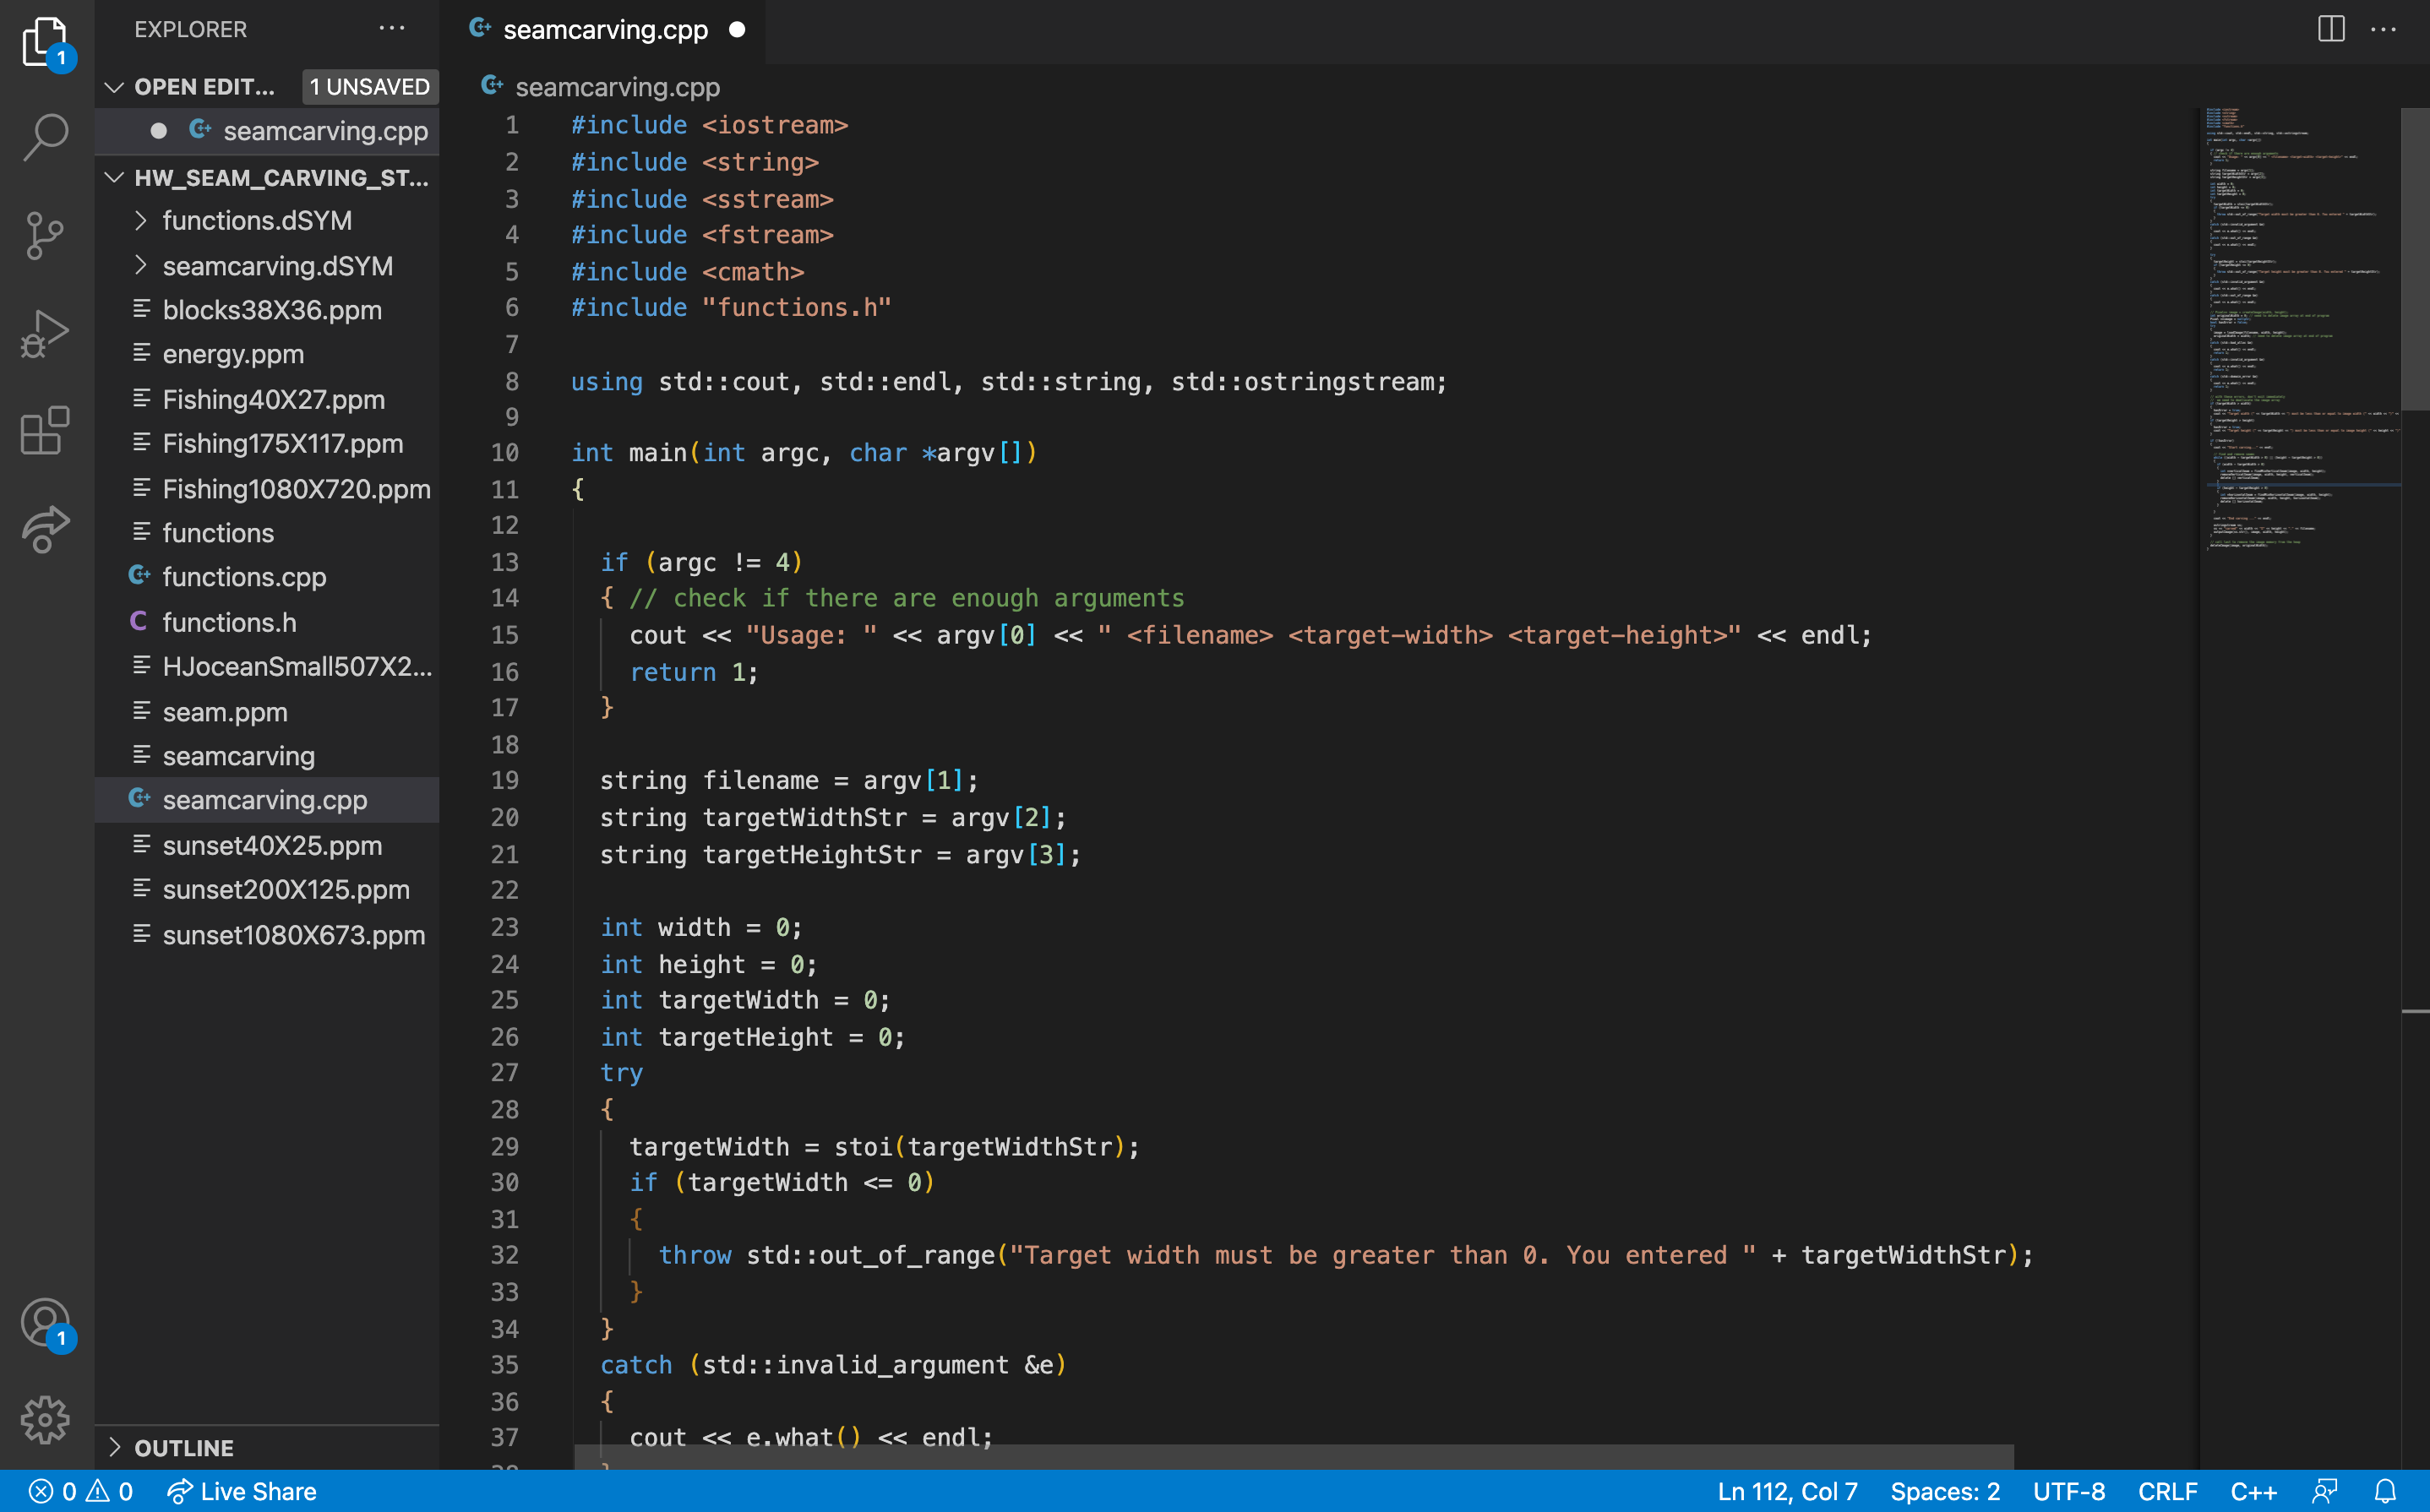 EXPLORER
OPEN EDIT... 1 UNSAVED
seamcarving.cpp
HW_SEAM_CARVING_ST...
functions.dSYM
seamcarving.dSYM
blocks38X36.ppm
energy.ppm
Fishing40X27.ppm
Fishing175X117.ppm
Fishing1080X720.ppm
functions
functions.cpp
functions.h
HJoceanSmall507X2...
seam.ppm
seamcarving
seamcarving.cpp
sunset40X25.ppm
sunset200X125.ppm
sunset1080X673.ppm
OUTLINE
1
1
seamcarving.cpp
seamcarving.cpp
1 #include <iostream>
2 #include <string>
3 #include <sstream>
4 #include <fstream>
5 #include <cmath>
6 #include "functions.h"
7
8 using std::cout, std::endl, std::string, std::ostringstream;
9
10 int main(int argc, char *argv[])
11 {
12
13 if (argc != 4)
14 { // check if there are enough arguments
15 cout << "Usage: " << argv[0] << " <filename> <target-width> <target-height>" << endl;
16 return 1;
17 }
18
19 string filename = argv[1];
20 string targetWidthStr = argv[2];
21 string targetHeightStr = argv[3];
22
23 int width = 0;
24 int height = 0;
25 int targetWidth = 0;
26 int targetHeight = 0;
27 try
28 {
29 targetWidth = stoi(targetWidthStr);
30 if (targetWidth <= 0)
31 {
32 throw std::out_of_range("Target width must be greater than 0. You entered " + targetWidthStr);
33 }
34 }
35 catch (std::invalid_argument &e)
36 {
37 cout << e.what() << endl;
0 0 Live Share Ln 112, Col 7 Spaces: 2 UTF-8 CRLF C++